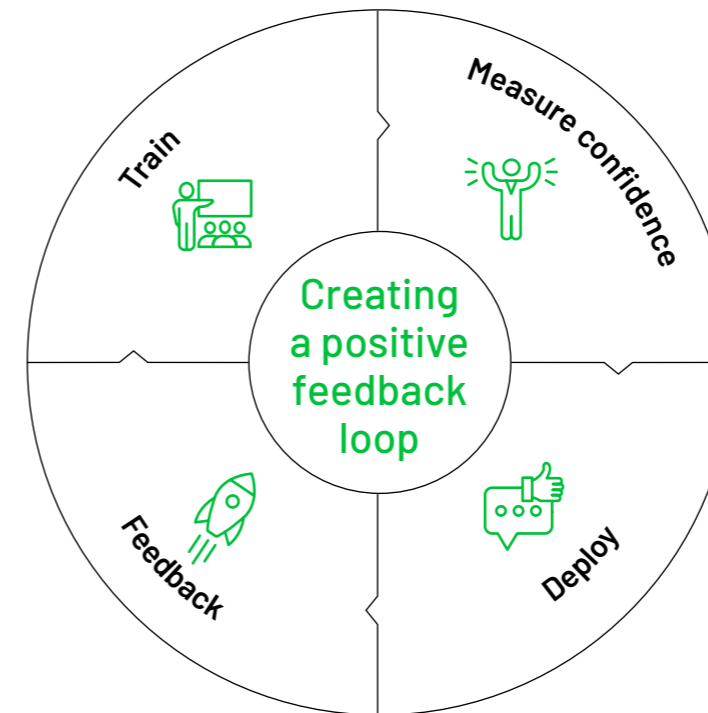 Train
Measure confidence
Creating
a positive
feedback
loop
Feedback
Deploy